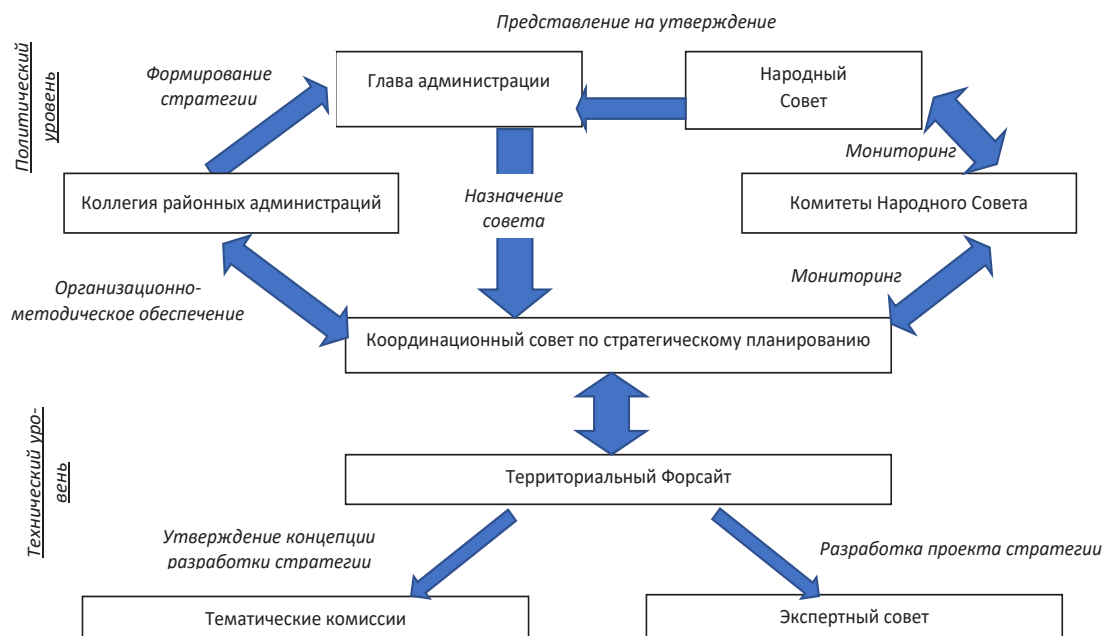 Представление на утверждение
Политический
уровень
Формирование
стратегии
Глава администрации
Народный
Совет
Мониторинг
Коллегия районных администраций
Назначение
совета
Комитеты Народного Совета
Организационно-
методическое обеспечение
Мониторинг
Координационный совет по стратегическому планированию
Технический уро-
вень
Территориальный Форсайт
Утверждение концепции
разработки стратегии
Разработка проекта стратегии
Тематические комиссии
Экспертный совет